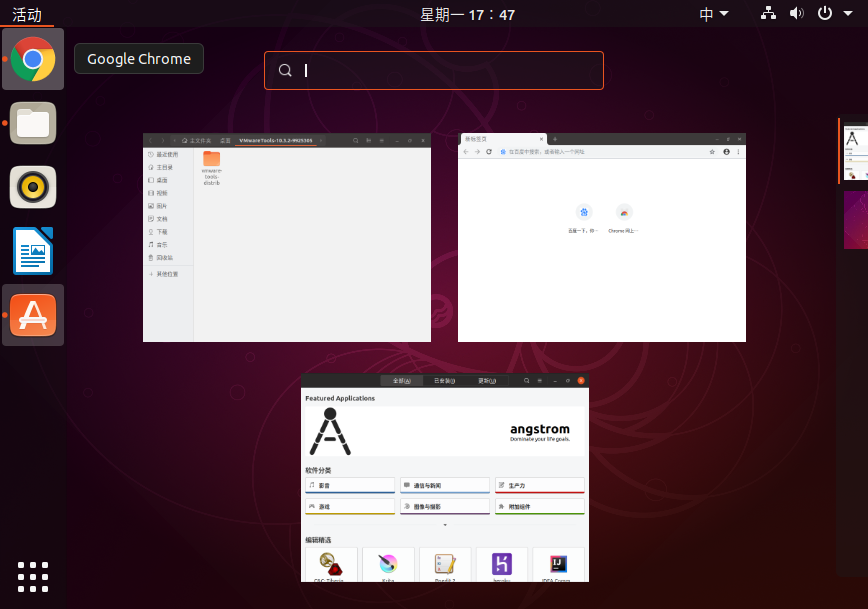 活动
星期一 17：47
中
Google Chrome
主文件夹 桌面 VMwareTools-10.3.2-9925305
最近使用
主目录
桌面
视频
图片
文档
下载
音乐
回收站
其他位置
vmware-
tools-
distrib
新标签页
在百度中搜索，或者输入一个网址
百度一下，你…
Chrome 网上…
全部(A) 已安装(I) 更新(U)
Featured Applications
angstrom
Dominate your life goals.
软件分类
影音 通信与新闻 生产力
游戏 图像与摄影 附加组件
编辑精选
Krita
heroku
IDEA Comm…